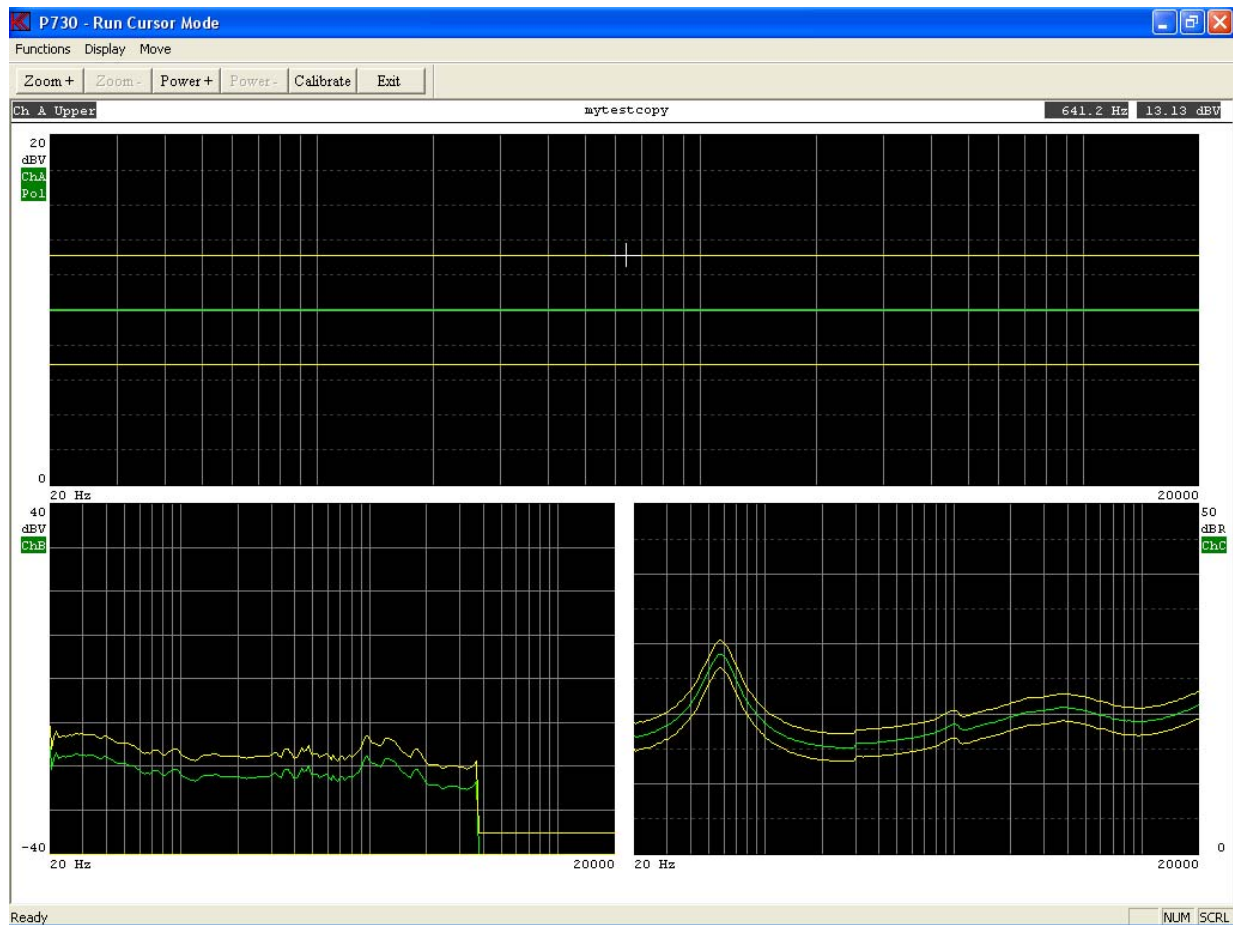 P730 - Run Cursor Mode
Functions Display Move
Zoom + Zoom - Power + Power - Calibrate Exit
Ch A Upper mytestcopy 641.2 Hz 13.13 dBV
20
dBV
ChA
Pol
0
20 Hz 20000
40
dBV
ChB
-40
20 Hz 20000
50
dBR
ChC
0
20 Hz 20000
Ready NUM SCRL